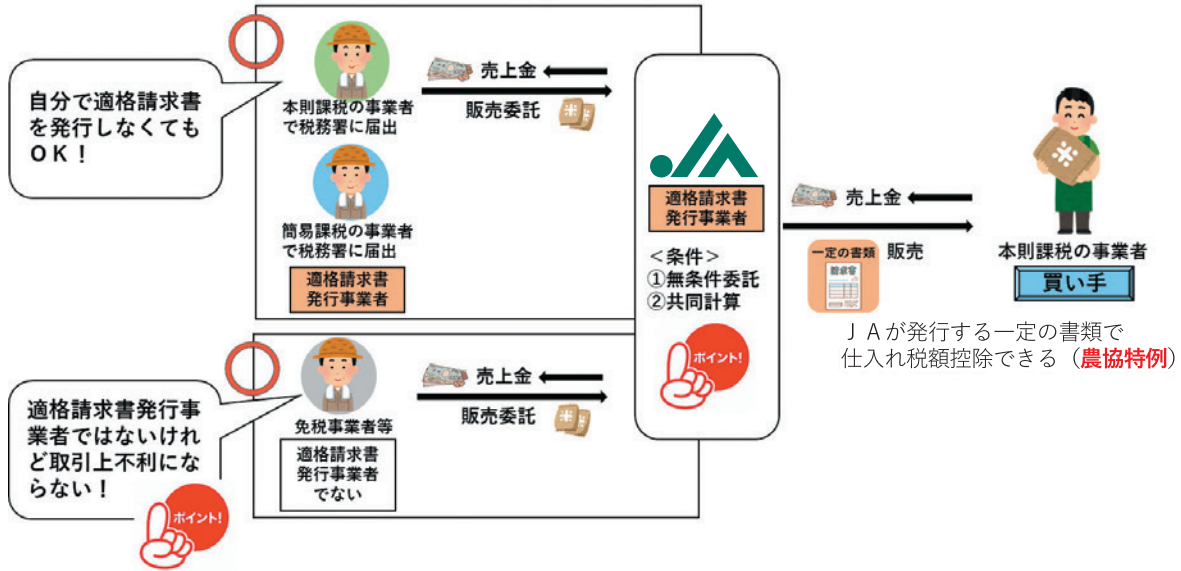 自分で適格請求書
を発行しなくても
ＯＫ！
本則課税の事業者
で税務署に届出
簡易課税の事業者
で税務署に届出
適格請求書
発行事業者
売上金
販売委託
米
適格請求書発行事
業者ではないけれ
ど取引上不利にな
らない！
ポイント!
免税事業者等
適格請求書
発行事業者
でない
売上金
販売委託
米
JA
適格請求書
発行事業者
＜条件＞
①無条件委託
②共同計算
ポイント!
売上金
販売
一定の書類
請求書
米
本則課税の事業者
買い手
ＪＡが発行する一定の書類で
仕入れ税額控除できる（農協特例）